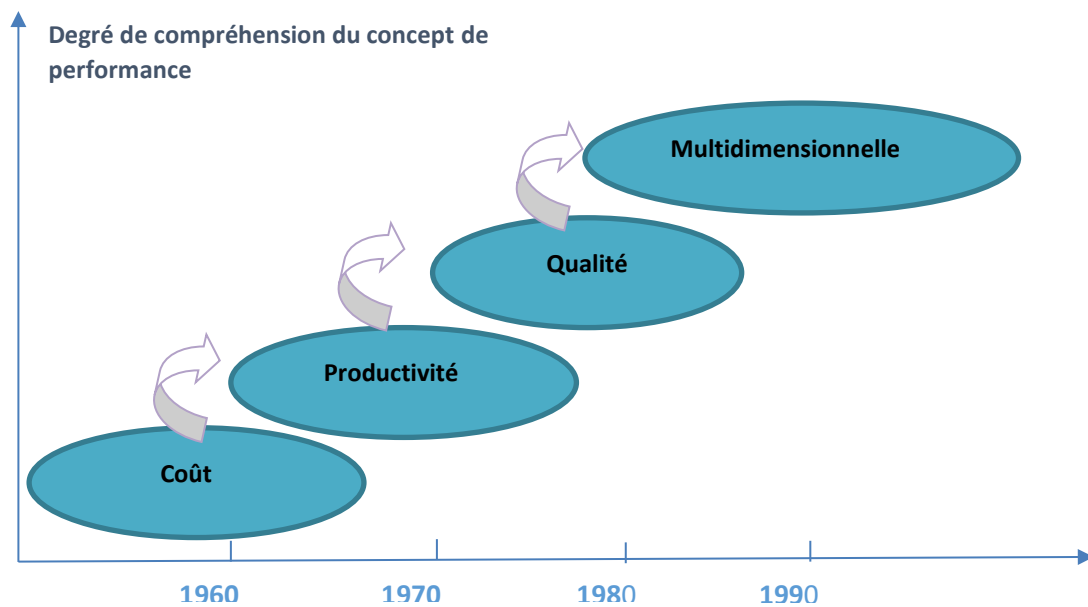 Degré de compréhension du concept de
performance
Multidimensionnelle
Qualité
Productivité
Coût
1960 1970 1980 1990